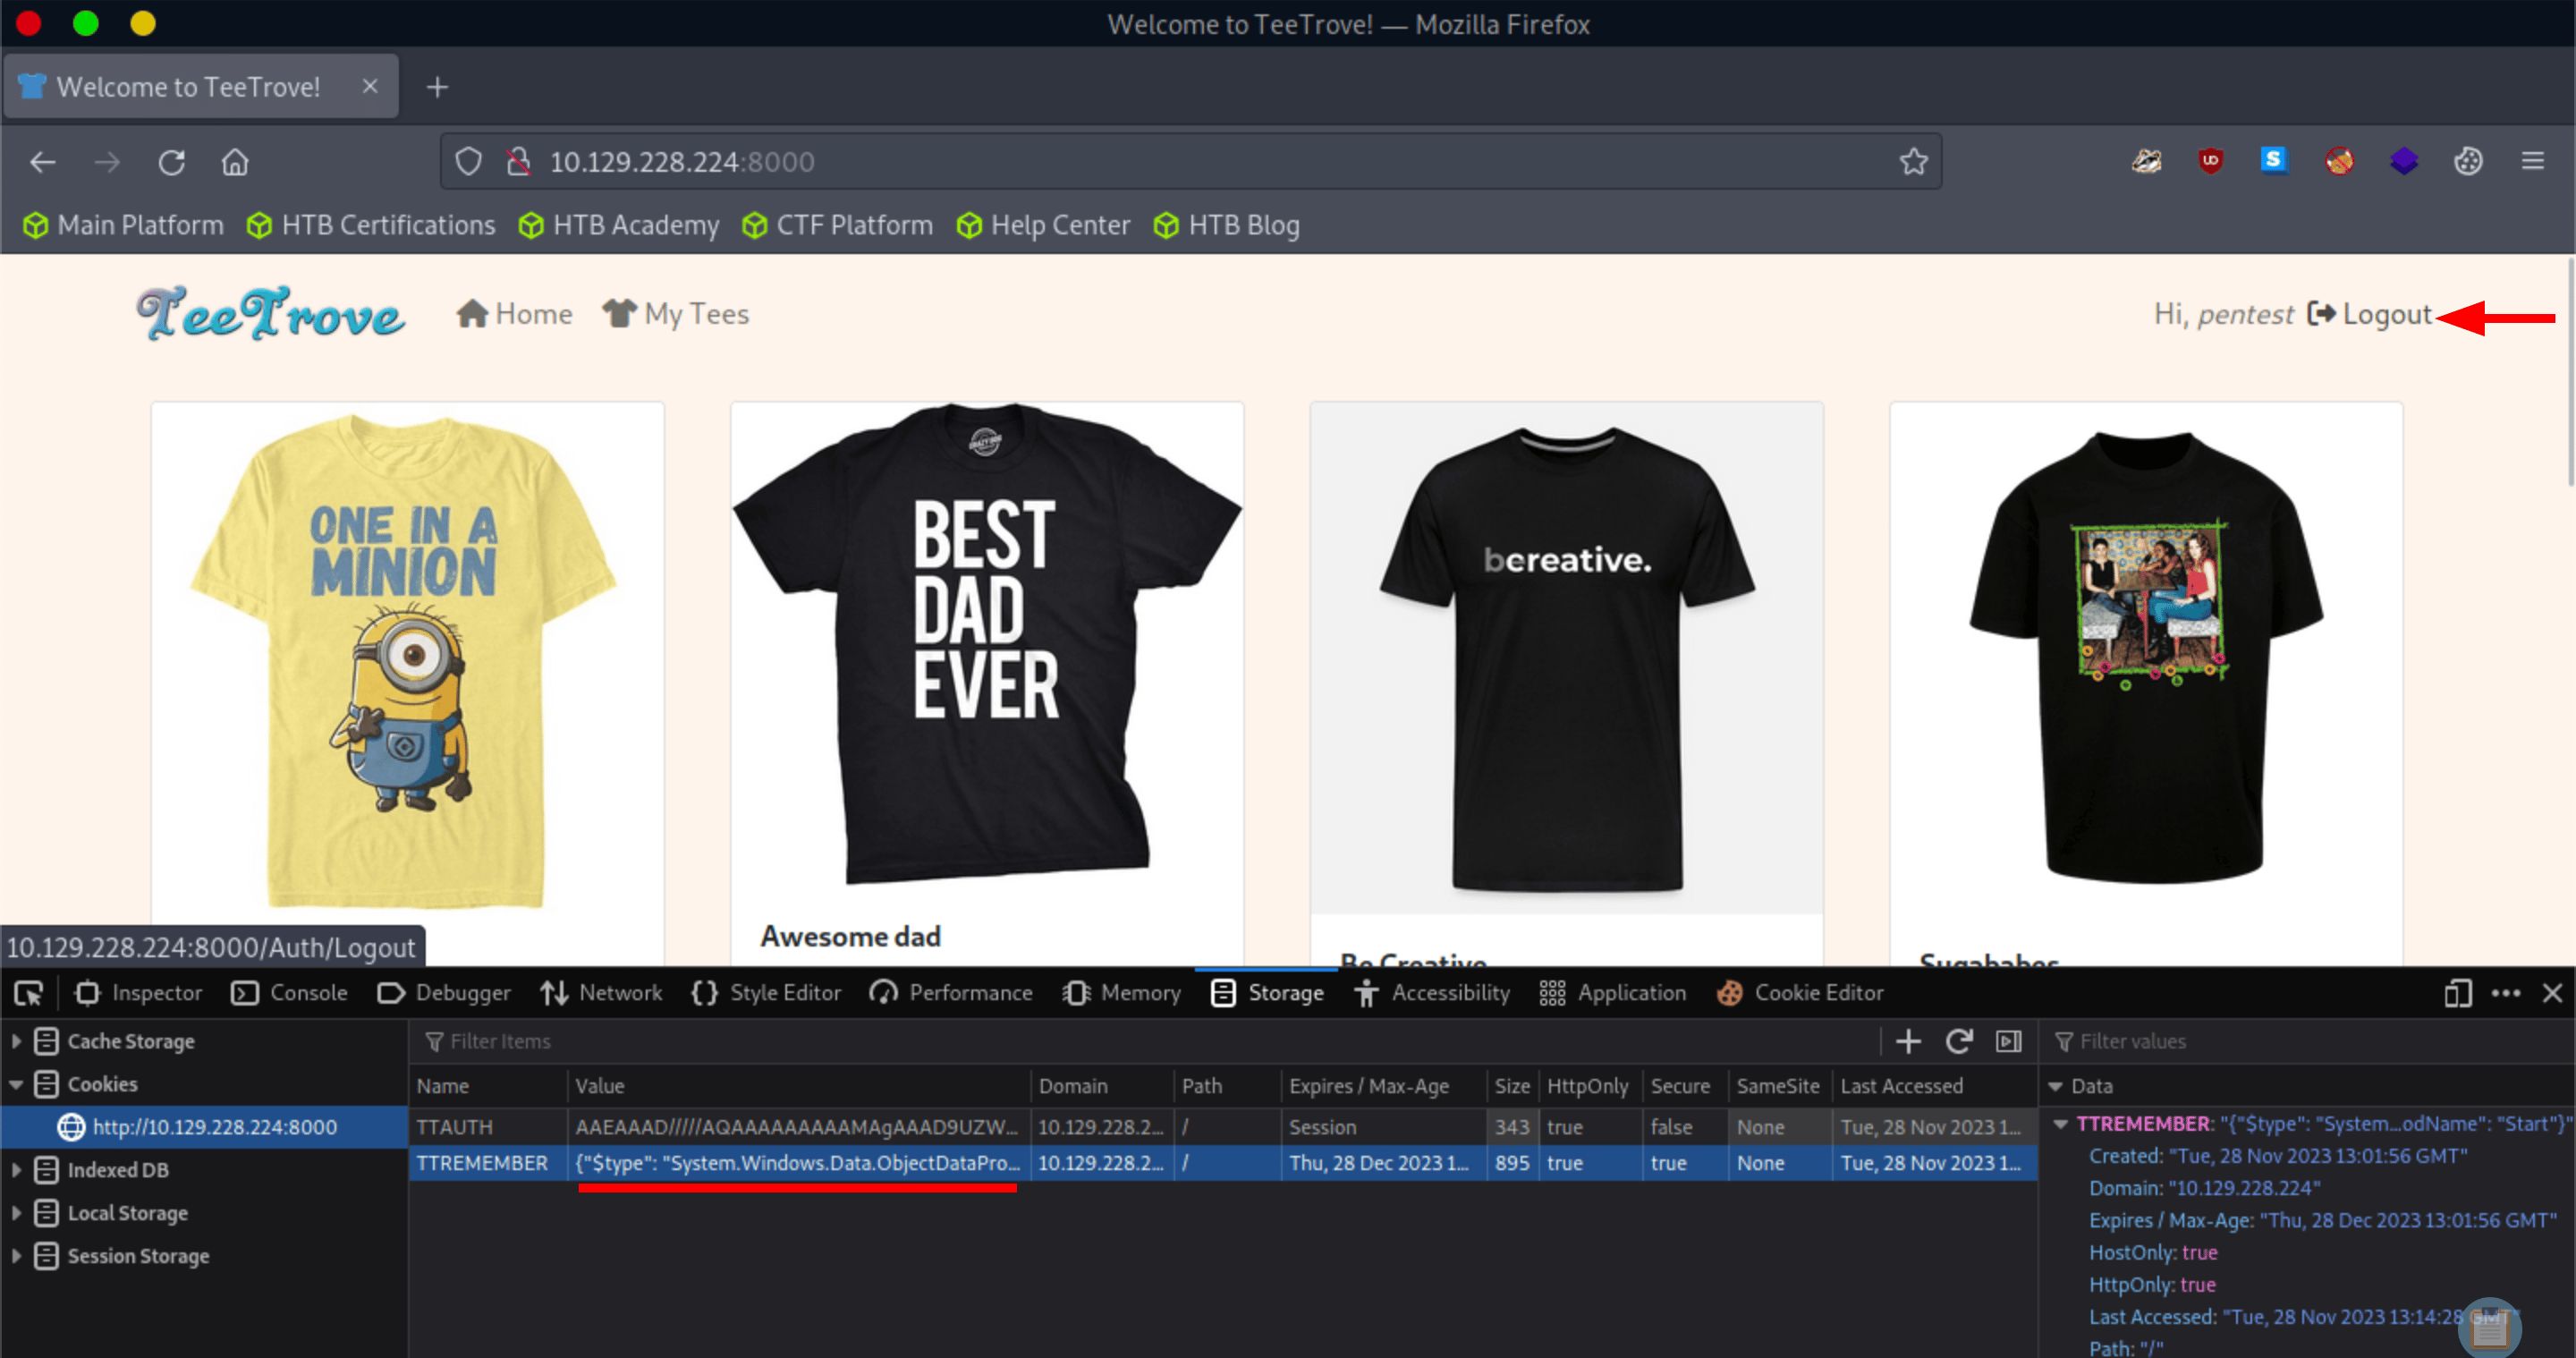 Welcome to TeeTrove! — Mozilla Firefox
Welcome to TeeTrove!
10.129.228.224:8000
Main Platform HTB Certifications HTB Academy CTF Platform Help Center HTB Blog
TeeTrove Home My Tees Hi, pentest Logout
ONE IN A
MINION
BEST
DAD
EVER
becreative.
Awesome dad
Be Creative
Sugababes
10.129.228.224:8000/Auth/Logout
Inspector Console Debugger Network Style Editor Performance Memory Storage Accessibility Application Cookie Editor
Cache Storage
Cookies
http://10.129.228.224:8000
Indexed DB
Local Storage
Session Storage
Filter Items
Name Value Domain Path Expires / Max-Age Size HttpOnly Secure SameSite Last Accessed
TTAUTH AAEAAAD/////AQAAAAAAAAAMAgAAAD9UZW... 10.129.228.2... / Session 343 true false None Tue, 28 Nov 2023 1...
TTREMEMBER {"$type": "System.Windows.Data.ObjectDataPro... 10.129.228.2... / Thu, 28 Dec 2023 1... 895 true true None Tue, 28 Nov 2023 1...
Filter values
Data
TTREMEMBER: "{"$type": "System...odName": "Start"}"
Created: "Tue, 28 Nov 2023 13:01:56 GMT"
Domain: "10.129.228.224"
Expires / Max-Age: "Thu, 28 Dec 2023 13:01:56 GMT"
HostOnly: true
HttpOnly: true
Last Accessed: "Tue, 28 Nov 2023 13:14:28 GMT"
Path: "/"